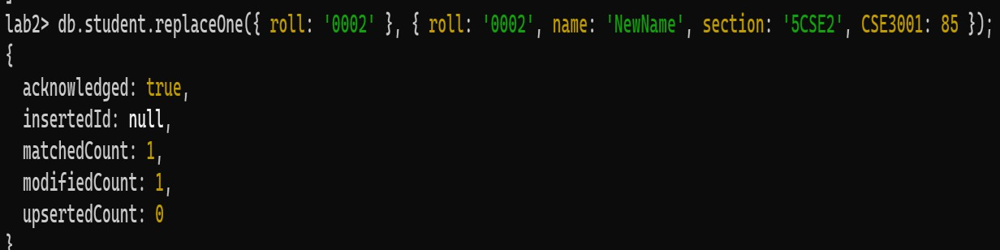 lab2> db.student.replaceOne({ roll: '0002' }, { roll: '0002', name: 'NewName', section: '5CSE2', CSE3001: 85 });
{
  acknowledged: true,
  insertedId: null,
  matchedCount: 1,
  modifiedCount: 1,
  upsertedCount: 0
}